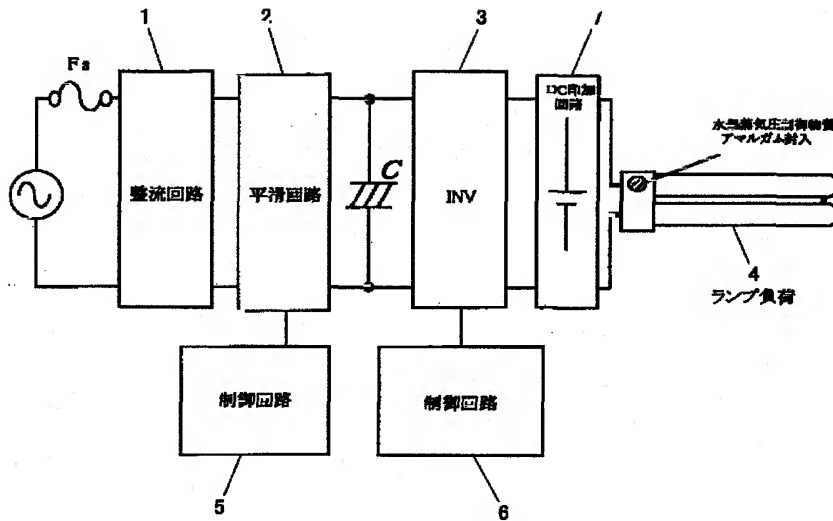 1
2
3
7
Fs
DC印加
回路
水銀蒸気圧制御物質
アマルガム封入
C
整流回路
平滑回路
INV
4
ランプ負荷
制御回路
制御回路
5
6